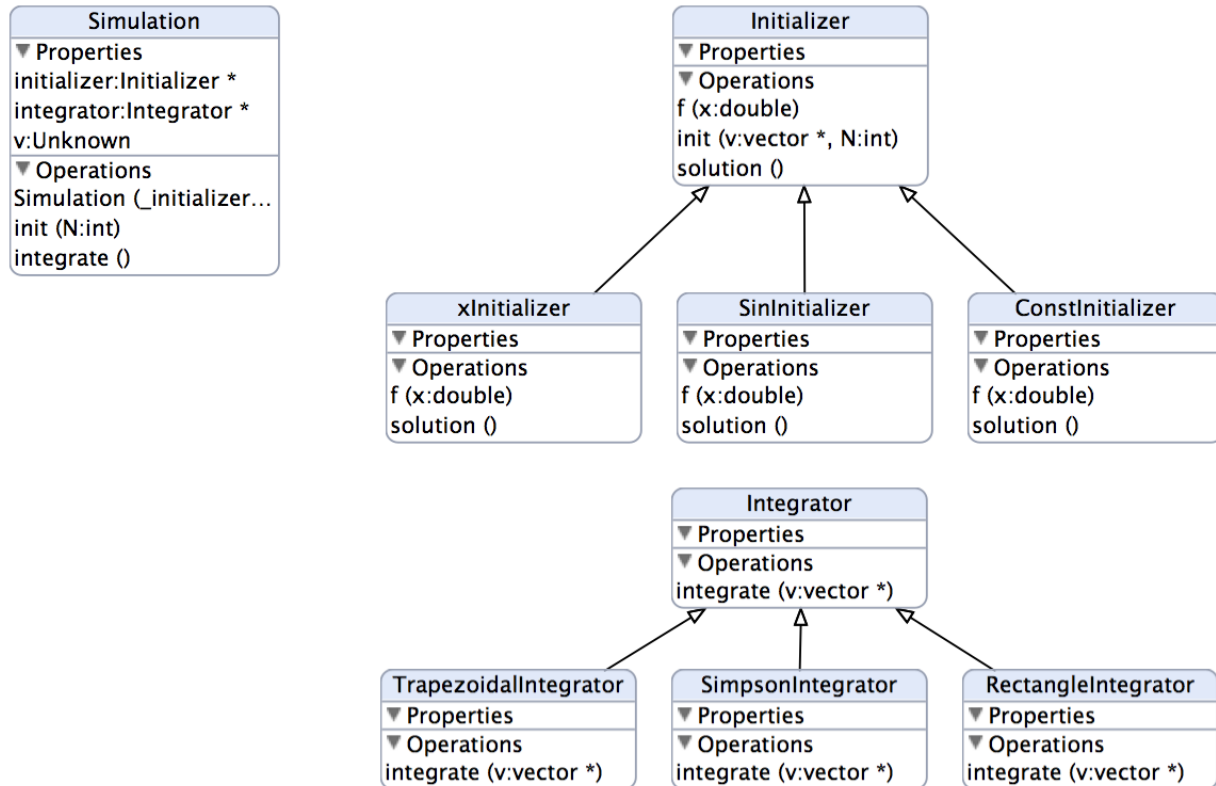 Simulation
Properties
initializer:Initializer *
integrator:Integrator *
v:Unknown
Operations
Simulation (_initializer...
init (N:int)
integrate ()
Initializer
Properties
Operations
f (x:double)
init (v:vector *, N:int)
solution ()
xInitializer
Properties
Operations
f (x:double)
solution ()
SinInitializer
Properties
Operations
f (x:double)
solution ()
ConstInitializer
Properties
Operations
f (x:double)
solution ()
Integrator
Properties
Operations
integrate (v:vector *)
TrapezoidalIntegrator
Properties
Operations
integrate (v:vector *)
SimpsonIntegrator
Properties
Operations
integrate (v:vector *)
RectangleIntegrator
Properties
Operations
integrate (v:vector *)